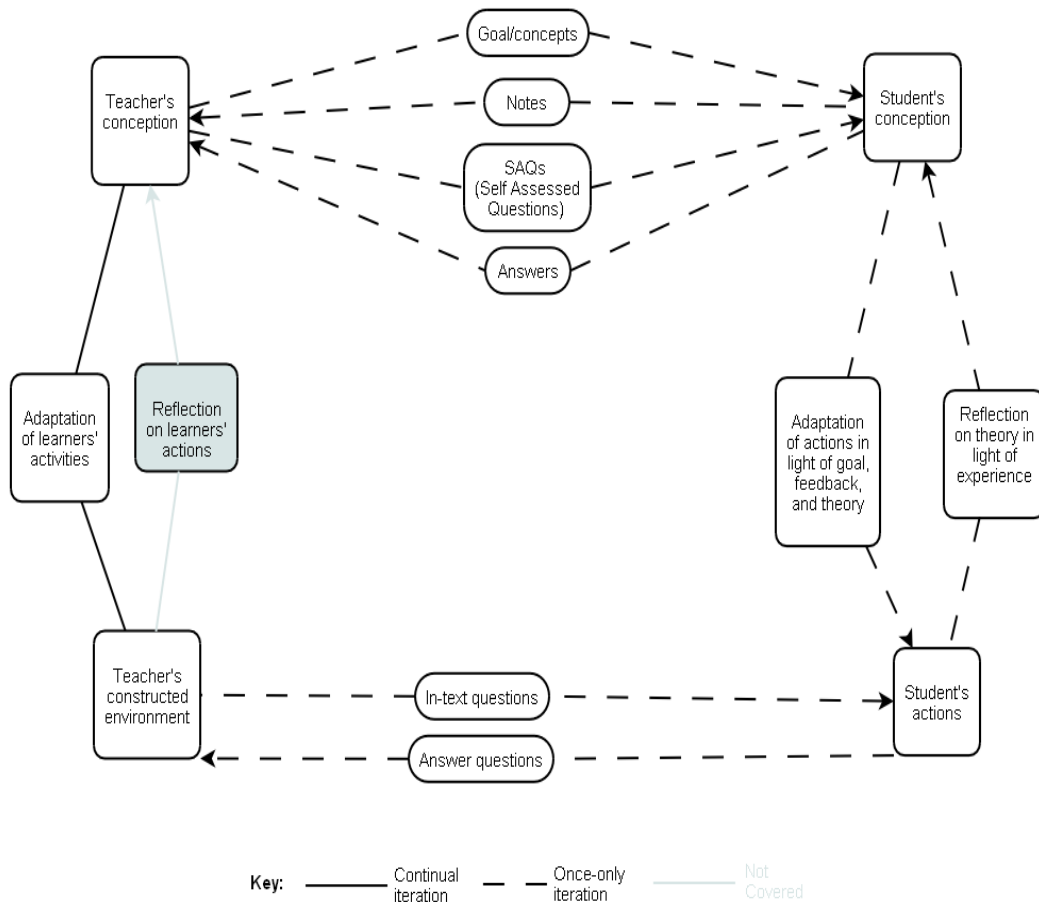 Goal/concepts
Teacher's
conception
Notes
Student's
conception
SAQs
(Self Assessed
Questions)
Answers
Adaptation
of learners'
activities
Reflection
on learners'
actions
Adaptation
of actions in
light of goal,
feedback,
and theory
Reflection
on theory in
light of
experience
Teacher's
constructed
environment
In-text questions
Student's
actions
Answer questions
Key:
Continual
iteration
Once-only
iteration
Not
Covered